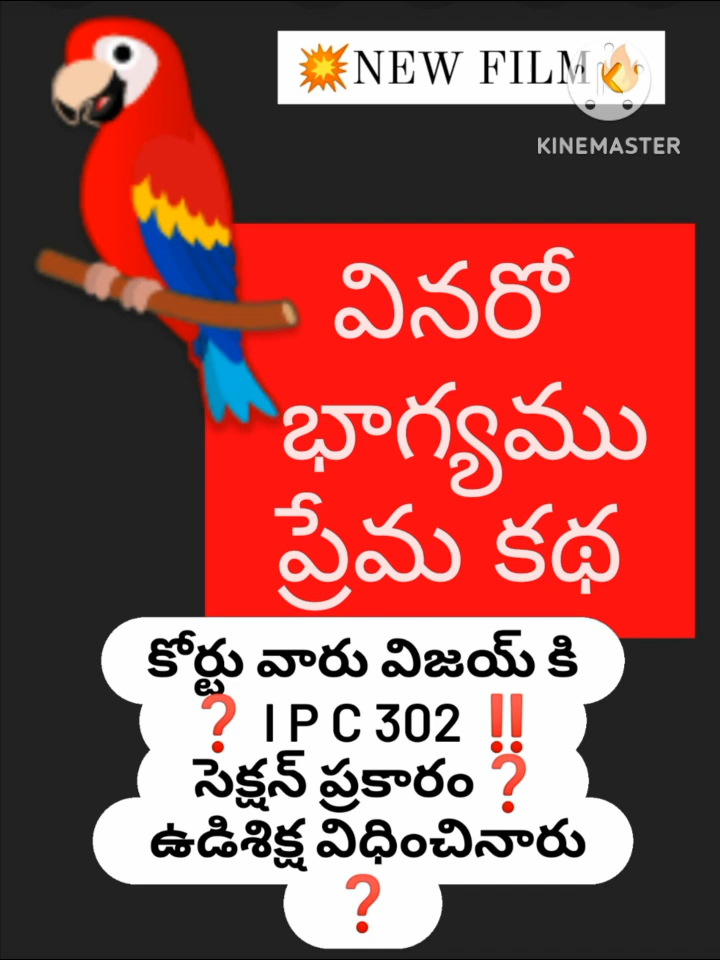 💥NEW FILM
KINEMASTER
వినరో
భాగ్యము
ప్రేమ కథ
కోర్టు వారు విజయ్ కి
❓ I P C 302 ‼️
సెక్షన్ ప్రకారం❓
ఉడిశిక్ష విధించినారు
❓